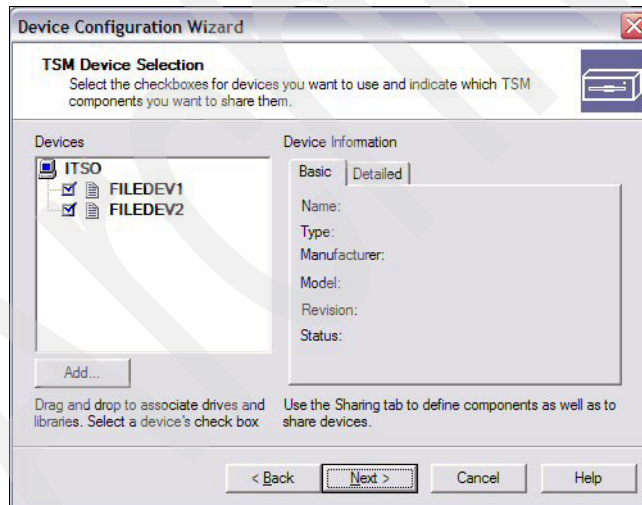 Device Configuration Wizard
TSM Device Selection
Select the checkboxes for devices you want to use and indicate which TSM
components you want to share them.
Devices
ITSO
FILEDEV1
FILEDEV2
Add...
Drag and drop to associate drives and
libraries. Select a device's check box
Device Information
Basic
Detailed
Name:
Type:
Manufacturer:
Model:
Revision:
Status:
Use the Sharing tab to define components as well as to
share devices.
< Back
Next >
Cancel
Help